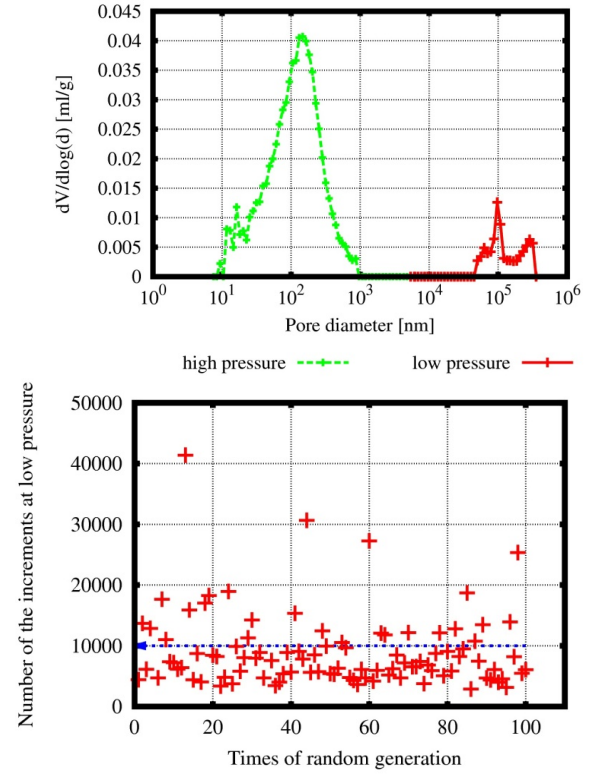 0.045
0.04
0.035
0.03
0.025
0.02
0.015
0.01
0.005
0
dV/dlog(d) [ml/g]
10^0 10^1 10^2 10^3 10^4 10^5 10^6
Pore diameter [nm]
high pressure low pressure
50000
40000
30000
20000
10000
0
Number of the increments at low pressure
0 20 40 60 80 100
Times of random generation